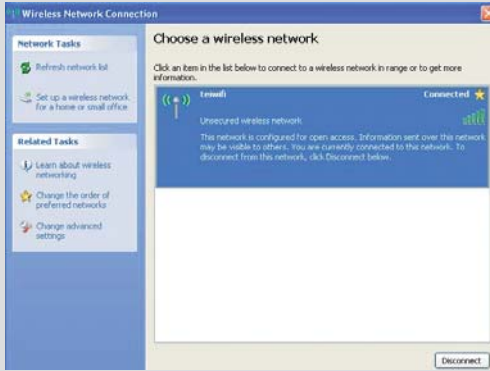 Wireless Network Connection
Network Tasks
Refresh network list
Set up a wireless network
for a home or small office
Related Tasks
Learn about wireless
networking
Change the order of
preferred networks
Change advanced
settings
Choose a wireless network
Click an item in the list below to connect to a wireless network in range or to get more
information.
teiwifi
Connected
Unsecured wireless network
This network is configured for open access. Information sent over this network
may be visible to others. You are currently connected to this network. To
disconnect from this network, click Disconnect below.
Disconnect